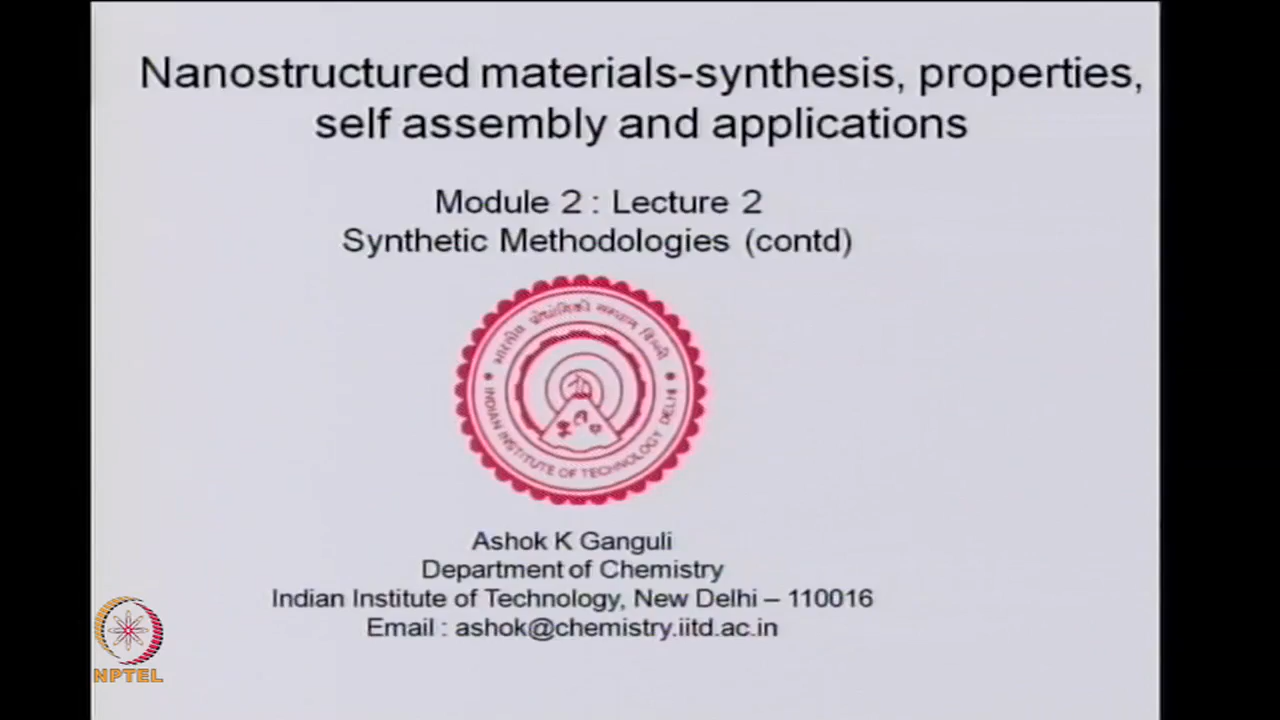 Nanostructured materials-synthesis, properties,
self assembly and applications
Module 2 : Lecture 2
Synthetic Methodologies (contd)
भारतीय प्रौद्योगिकी संस्थान दिल्ली
INDIAN INSTITUTE OF TECHNOLOGY DELHI
Ashok K Ganguli
Department of Chemistry
Indian Institute of Technology, New Delhi – 110016
Email : ashok@chemistry.iitd.ac.in
NPTEL